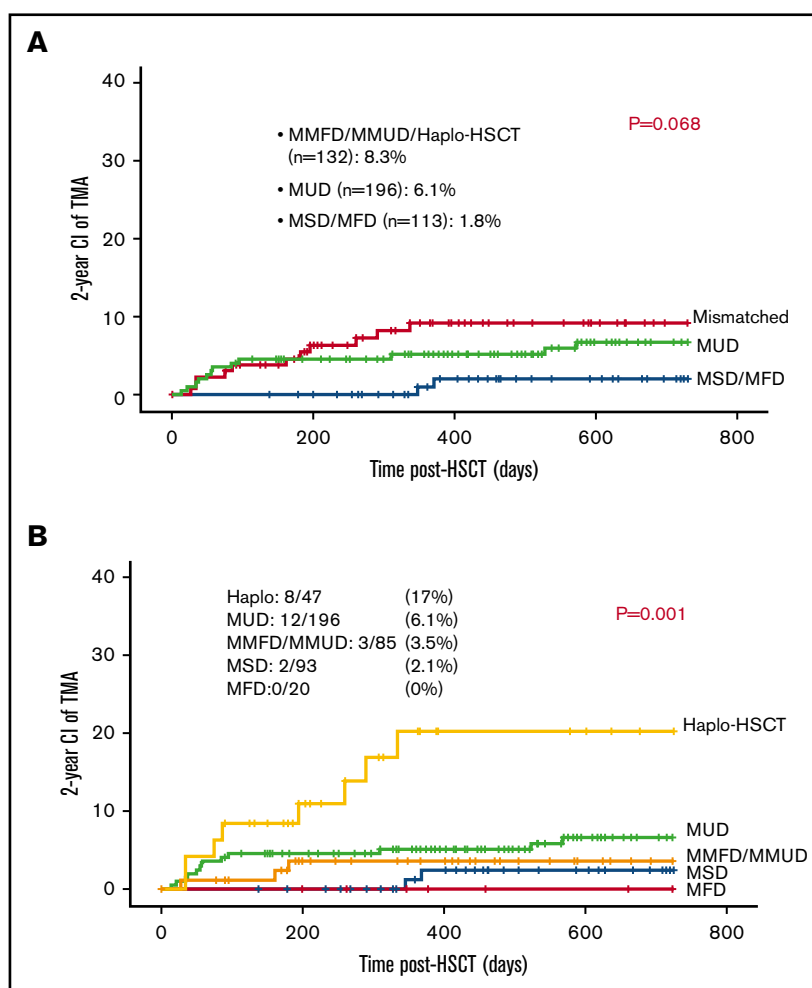 A
40
30
20
10
0
2-year CI of TMA
• MMFD/MMUD/Haplo-HSCT
(n=132): 8.3%
• MUD (n=196): 6.1%
• MSD/MFD (n=113): 1.8%
P=0.068
Mismatched
MUD
MSD/MFD
0 200 400 600 800
Time post-HSCT (days)
B
40
30
20
10
0
2-year CI of TMA
Haplo: 8/47 (17%)
MUD: 12/196 (6.1%)
MMFD/MMUD: 3/85 (3.5%)
MSD: 2/93 (2.1%)
MFD:0/20 (0%)
P=0.001
Haplo-HSCT
MUD
MMFD/MMUD
MSD
MFD
0 200 400 600 800
Time post-HSCT (days)